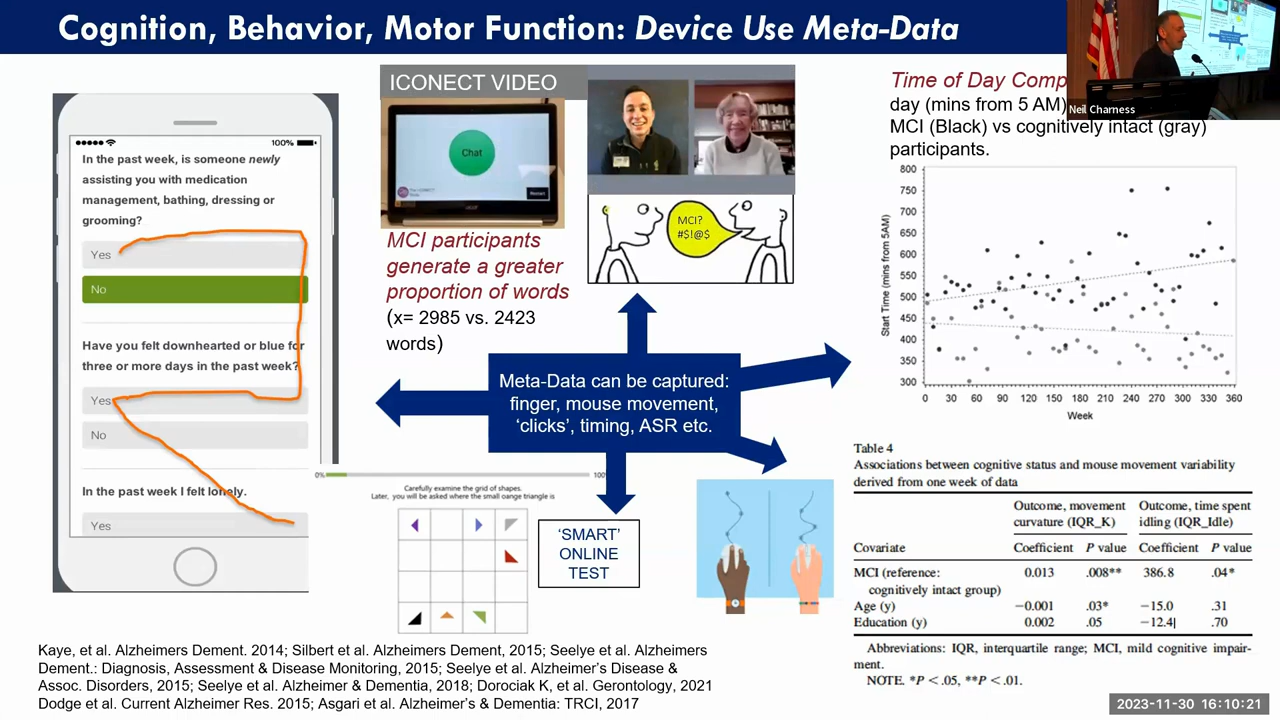 Cognition, Behavior, Motor Function: Device Use Meta-Data
Neil Charness
100%
In the past week, is someone newly
assisting you with medication
management, bathing, dressing or
grooming?
Yes
No
Have you felt downhearted or blue for
three or more days in the past week?
Yes
No
In the past week I felt lonely.
Yes
ICONECT VIDEO
Chat
Restart
MCI?
#$!@$
MCI participants
generate a greater
proportion of words
(x= 2985 vs. 2423
words)
Meta-Data can be captured:
finger, mouse movement,
'clicks', timing, ASR etc.
0%
100%
Carefully examine the grid of shapes.
Later, you will be asked where the small oange triangle is
'SMART'
ONLINE
TEST
Time of Day Comp
day (mins from 5 AM)
MCI (Black) vs cognitively intact (gray)
participants.
Start Time (mins from 5AM)
800
750
700
650
600
550
500
450
400
350
300
0 30 60 90 120 150 180 210 240 270 300 330 360
Week
Table 4
Associations between cognitive status and mouse movement variability
derived from one week of data
Outcome, movement curvature (IQR_K)
Outcome, time spent idling (IQR_Idle)
Covariate Coefficient P value Coefficient P value
MCI (reference: cognitively intact group) 0.013 .008** 386.8 .04*
Age (y) −0.001 .03* −15.0 .31
Education (y) 0.002 .05 −12.4 .70
Abbreviations: IQR, interquartile range; MCI, mild cognitive impair-
ment.
NOTE. *P < .05, **P < .01.
Kaye, et al. Alzheimers Dement. 2014; Silbert et al. Alzheimers Dement, 2015; Seelye et al. Alzheimers
Dement.: Diagnosis, Assessment & Disease Monitoring, 2015; Seelye et al. Alzheimer's Disease &
Assoc. Disorders, 2015; Seelye et al. Alzheimer & Dementia, 2018; Dorociak K, et al. Gerontology, 2021
Dodge et al. Current Alzheimer Res. 2015; Asgari et al. Alzheimer's & Dementia: TRCI, 2017
2023-11-30 16:10:21